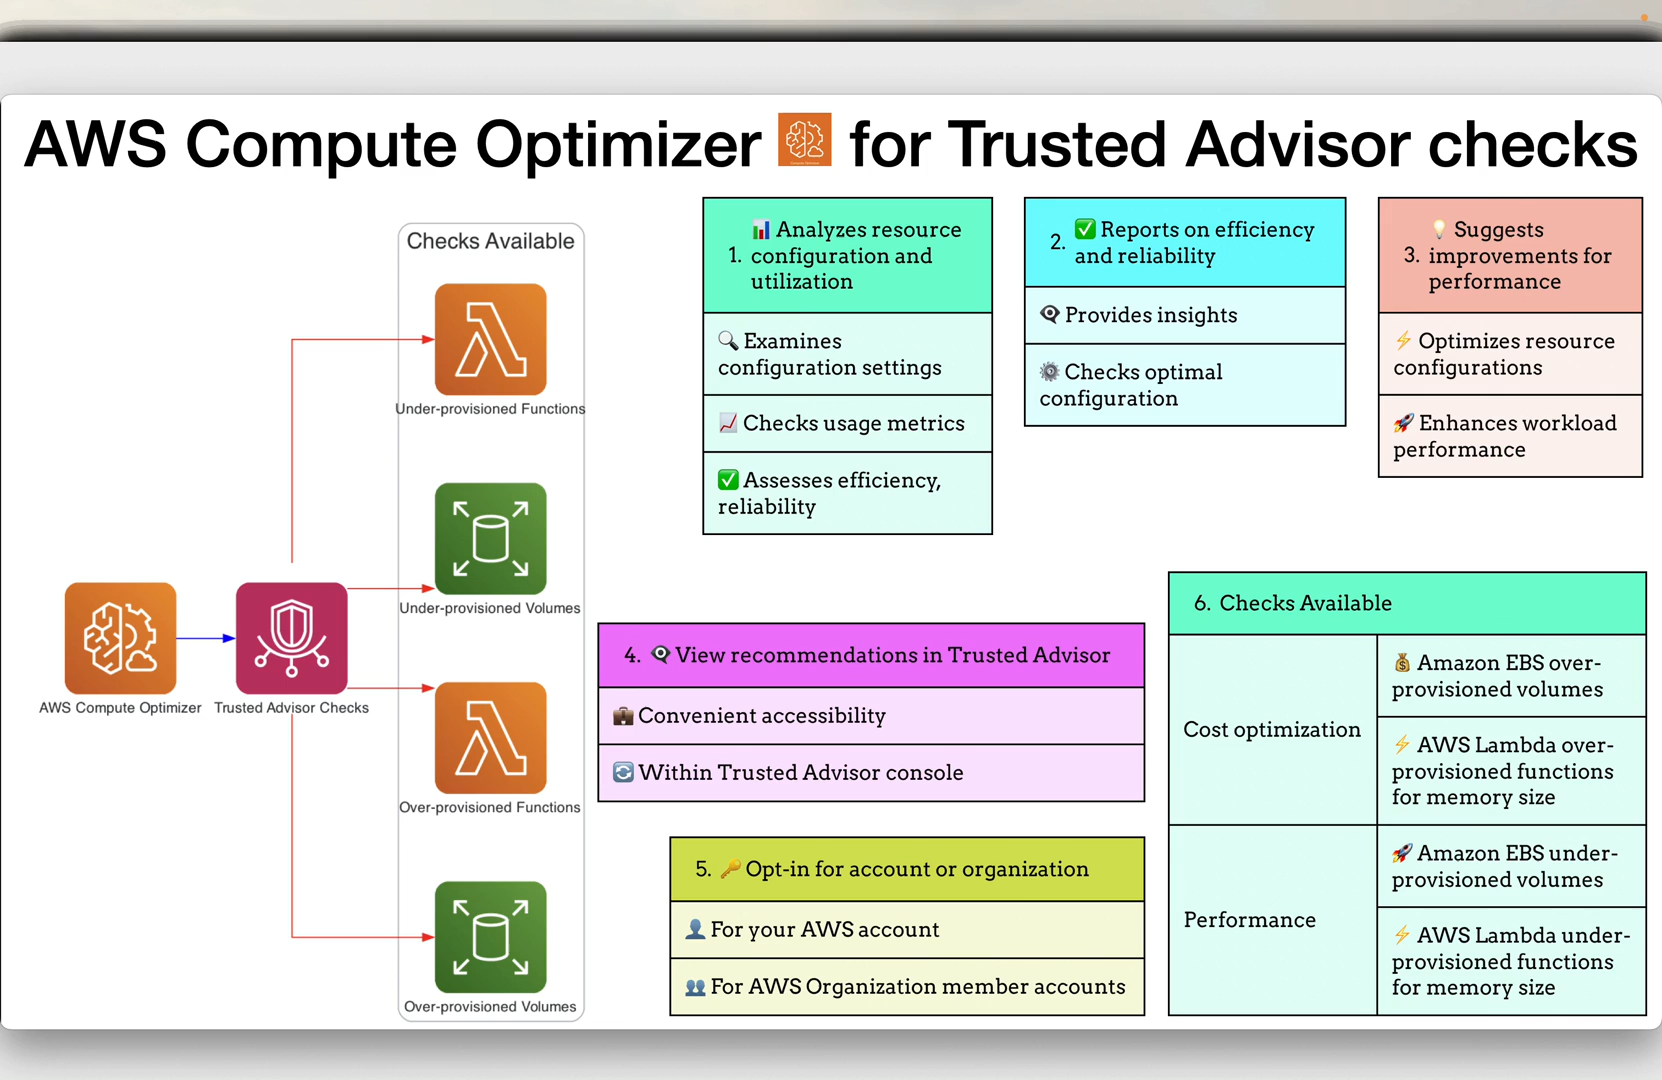 AWS Compute Optimizer for Trusted Advisor checks
Checks Available
Under-provisioned Functions
Under-provisioned Volumes
AWS Compute Optimizer
Trusted Advisor Checks
Over-provisioned Functions
Over-provisioned Volumes
1. Analyzes resource
configuration and
utilization
Examines
configuration settings
Checks usage metrics
Assesses efficiency,
reliability
2. Reports on efficiency
and reliability
Provides insights
Checks optimal
configuration
3. Suggests
improvements for
performance
Optimizes resource
configurations
Enhances workload
performance
4. View recommendations in Trusted Advisor
Convenient accessibility
Within Trusted Advisor console
5. Opt-in for account or organization
For your AWS account
For AWS Organization member accounts
6. Checks Available
Cost optimization
Amazon EBS over-
provisioned volumes
AWS Lambda over-
provisioned functions
for memory size
Performance
Amazon EBS under-
provisioned volumes
AWS Lambda under-
provisioned functions
for memory size